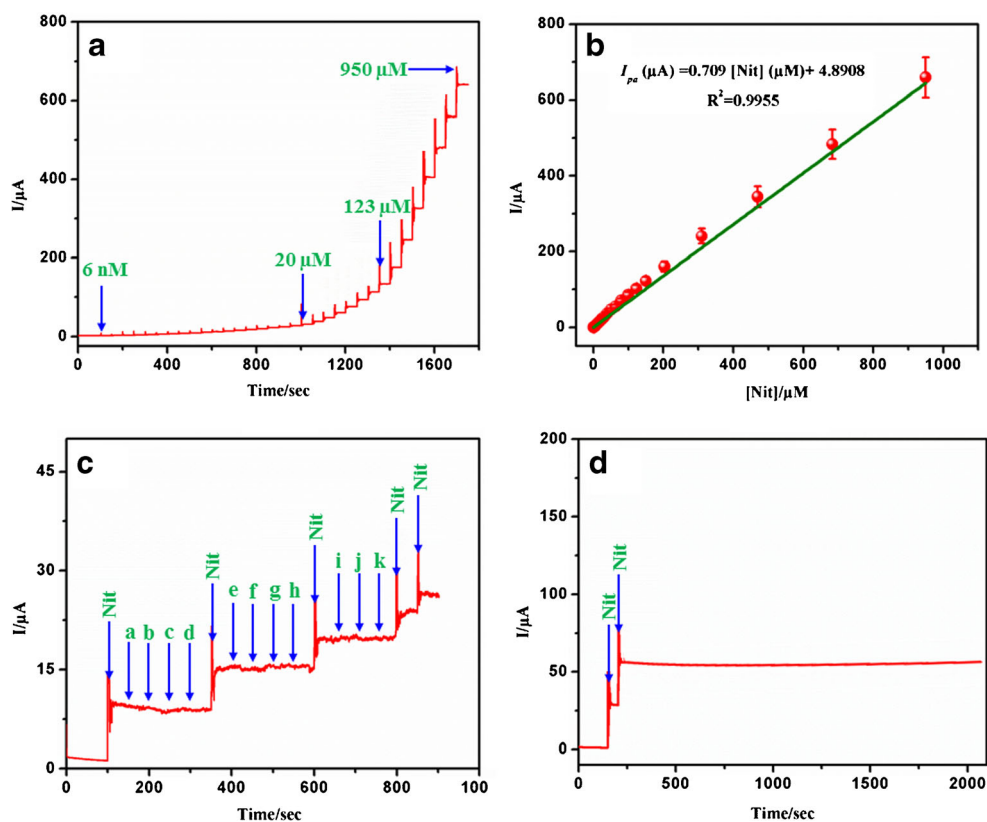 a
800
600
400
200
0
I/µA
950 µM
123 µM
20 µM
6 nM
0 400 800 1200 1600
Time/sec
b
800
600
400
200
0
I/µA
I pa (µA) =0.709 [Nit] (µM)+ 4.8908
R²=0.9955
0 200 400 600 800 1000
[Nit]/µM
c
45
30
15
0
I/µA
Nit
a b c d
Nit
e f g h
Nit
i j k
Nit
Nit
0 200 400 600 800 100
Time/sec
d
200
150
100
50
0
I/µA
Nit
Nit
0 500 1000 1500 2000
Time/sec